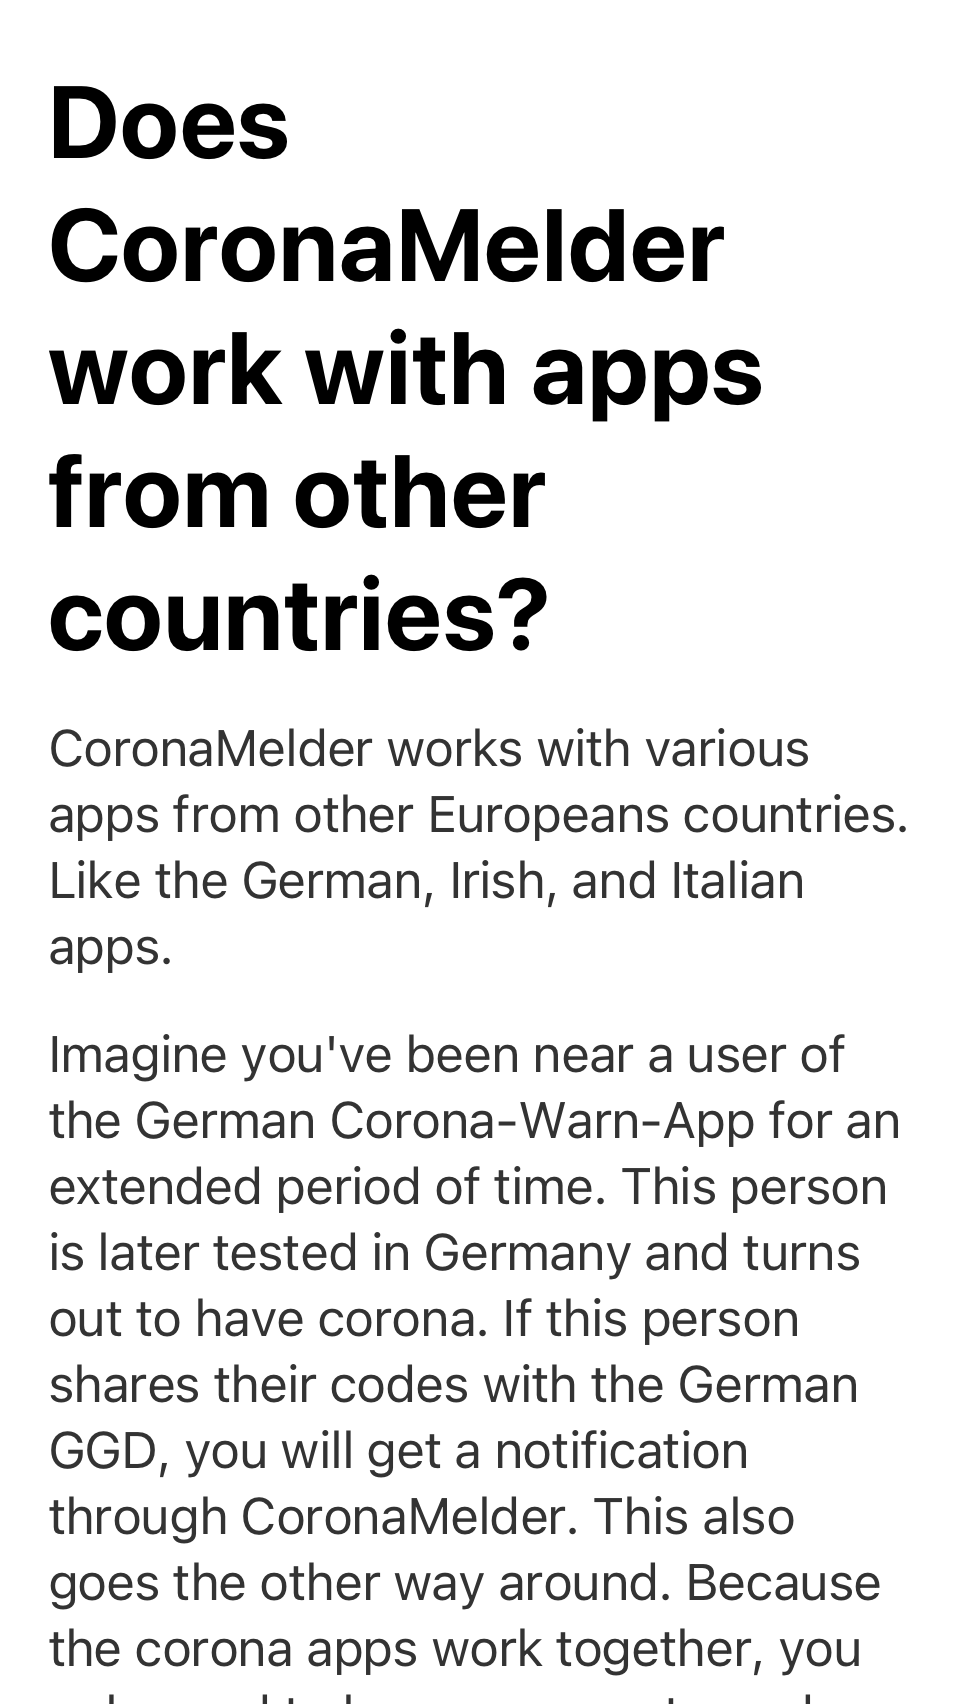 Does
CoronaMelder
work with apps
from other
countries?
CoronaMelder works with various
apps from other Europeans countries.
Like the German, Irish, and Italian
apps.
Imagine you've been near a user of
the German Corona-Warn-App for an
extended period of time. This person
is later tested in Germany and turns
out to have corona. If this person
shares their codes with the German
GGD, you will get a notification
through CoronaMelder. This also
goes the other way around. Because
the corona apps work together, you